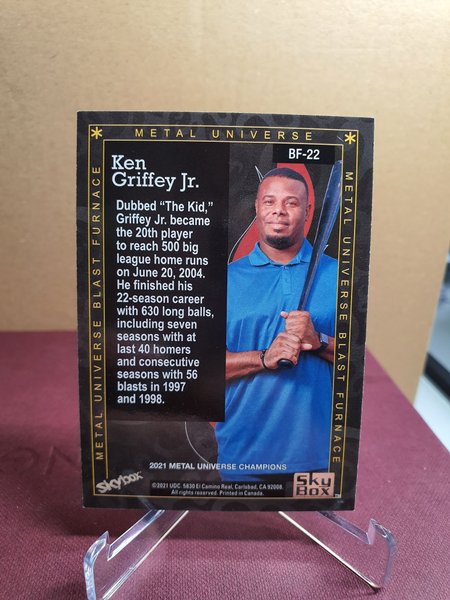 METAL UNIVERSE
BF-22
Ken
Griffey Jr.
Dubbed “The Kid,”
Griffey Jr. became
the 20th player
to reach 500 big
league home runs
on June 20, 2004.
He finished his
22-season career
with 630 long balls,
including seven
seasons with at
last 40 homers
and consecutive
seasons with 56
blasts in 1997
and 1998.
METAL UNIVERSE BLAST FURNACE
METAL UNIVERSE BLAST FURNACE
2021 METAL UNIVERSE CHAMPIONS
SkyBox
Sky
BOX
TM
©2021 UDC. 5830 El Camino Real, Carlsbad, CA 92008.
All rights reserved. Printed in Canada.